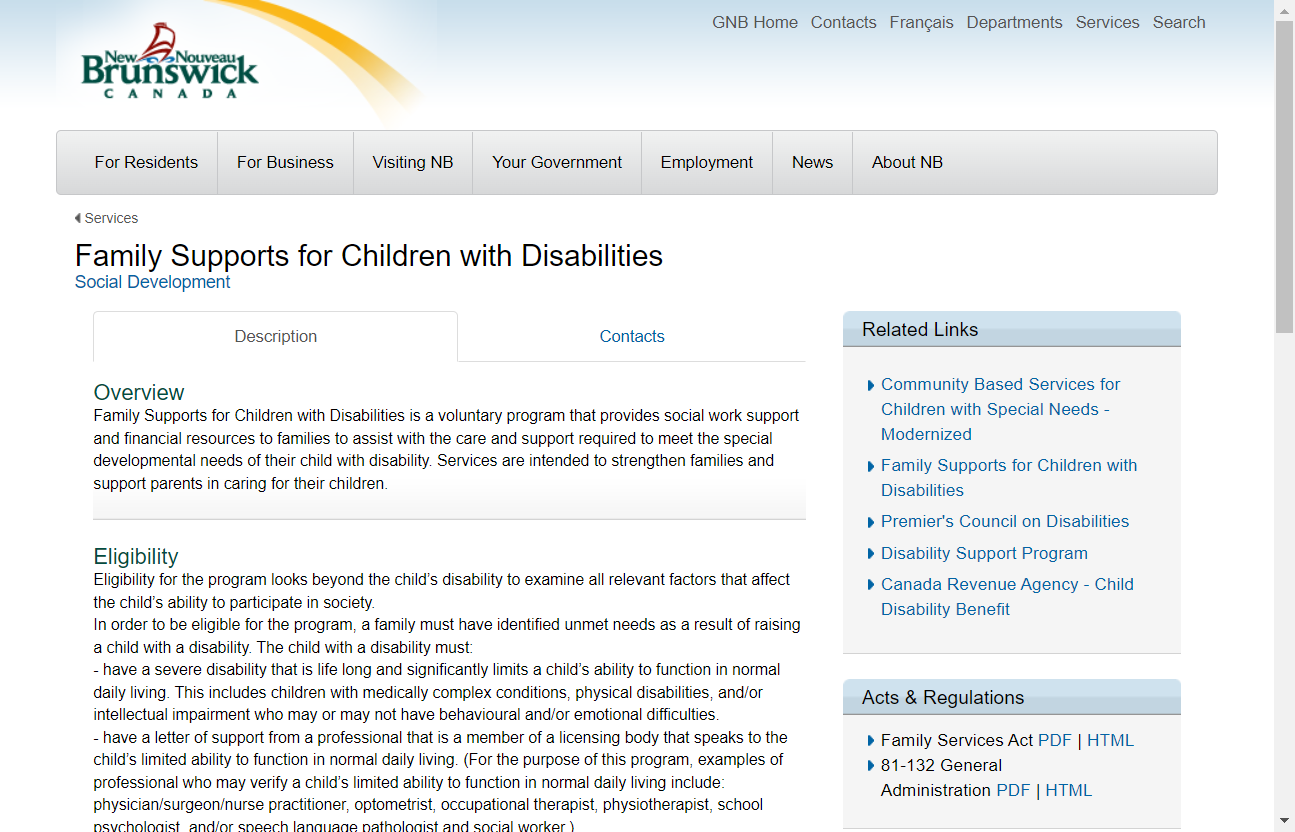 GNB Home Contacts Français Departments Services Search
New Nouveau
Brunswick
CANADA
For Residents For Business Visiting NB Your Government Employment News About NB
Services
Family Supports for Children with Disabilities
Social Development
Description Contacts
Overview
Family Supports for Children with Disabilities is a voluntary program that provides social work support
and financial resources to families to assist with the care and support required to meet the special
developmental needs of their child with disability. Services are intended to strengthen families and
support parents in caring for their children.
Eligibility
Eligibility for the program looks beyond the child’s disability to examine all relevant factors that affect
the child’s ability to participate in society.
In order to be eligible for the program, a family must have identified unmet needs as a result of raising
a child with a disability. The child with a disability must:
- have a severe disability that is life long and significantly limits a child’s ability to function in normal
daily living. This includes children with medically complex conditions, physical disabilities, and/or
intellectual impairment who may or may not have behavioural and/or emotional difficulties.
- have a letter of support from a professional that is a member of a licensing body that speaks to the
child’s limited ability to function in normal daily living. (For the purpose of this program, examples of
professional who may verify a child’s limited ability to function in normal daily living include:
physician/surgeon/nurse practitioner, optometrist, occupational therapist, physiotherapist, school
psychologist, and/or speech language pathologist and social worker.)
Related Links
Community Based Services for
Children with Special Needs -
Modernized
Family Supports for Children with
Disabilities
Premier's Council on Disabilities
Disability Support Program
Canada Revenue Agency - Child
Disability Benefit
Acts & Regulations
Family Services Act PDF | HTML
81-132 General
Administration PDF | HTML